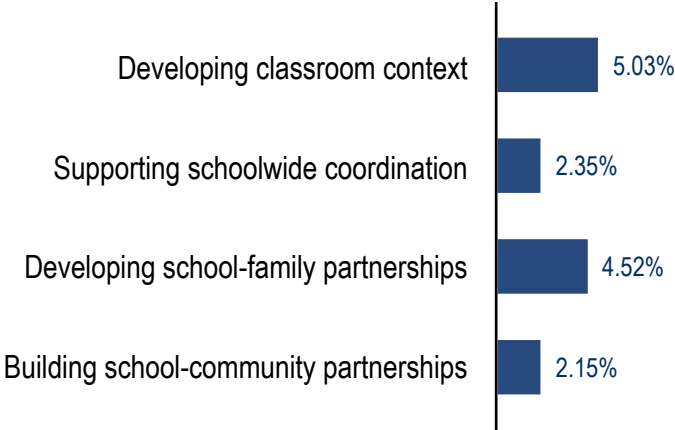 Developing classroom context 5.03%
Supporting schoolwide coordination 2.35%
Developing school-family partnerships 4.52%
Building school-community partnerships 2.15%